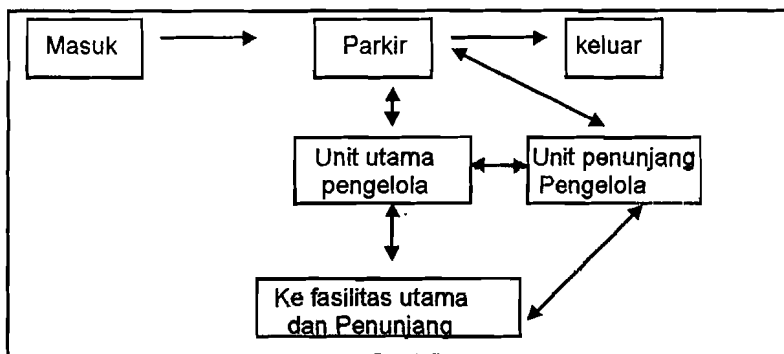 Masuk
Parkir
keluar
Unit utama
pengelola
Unit penunjang
Pengelola
Ke fasilitas utama
dan Penunjang